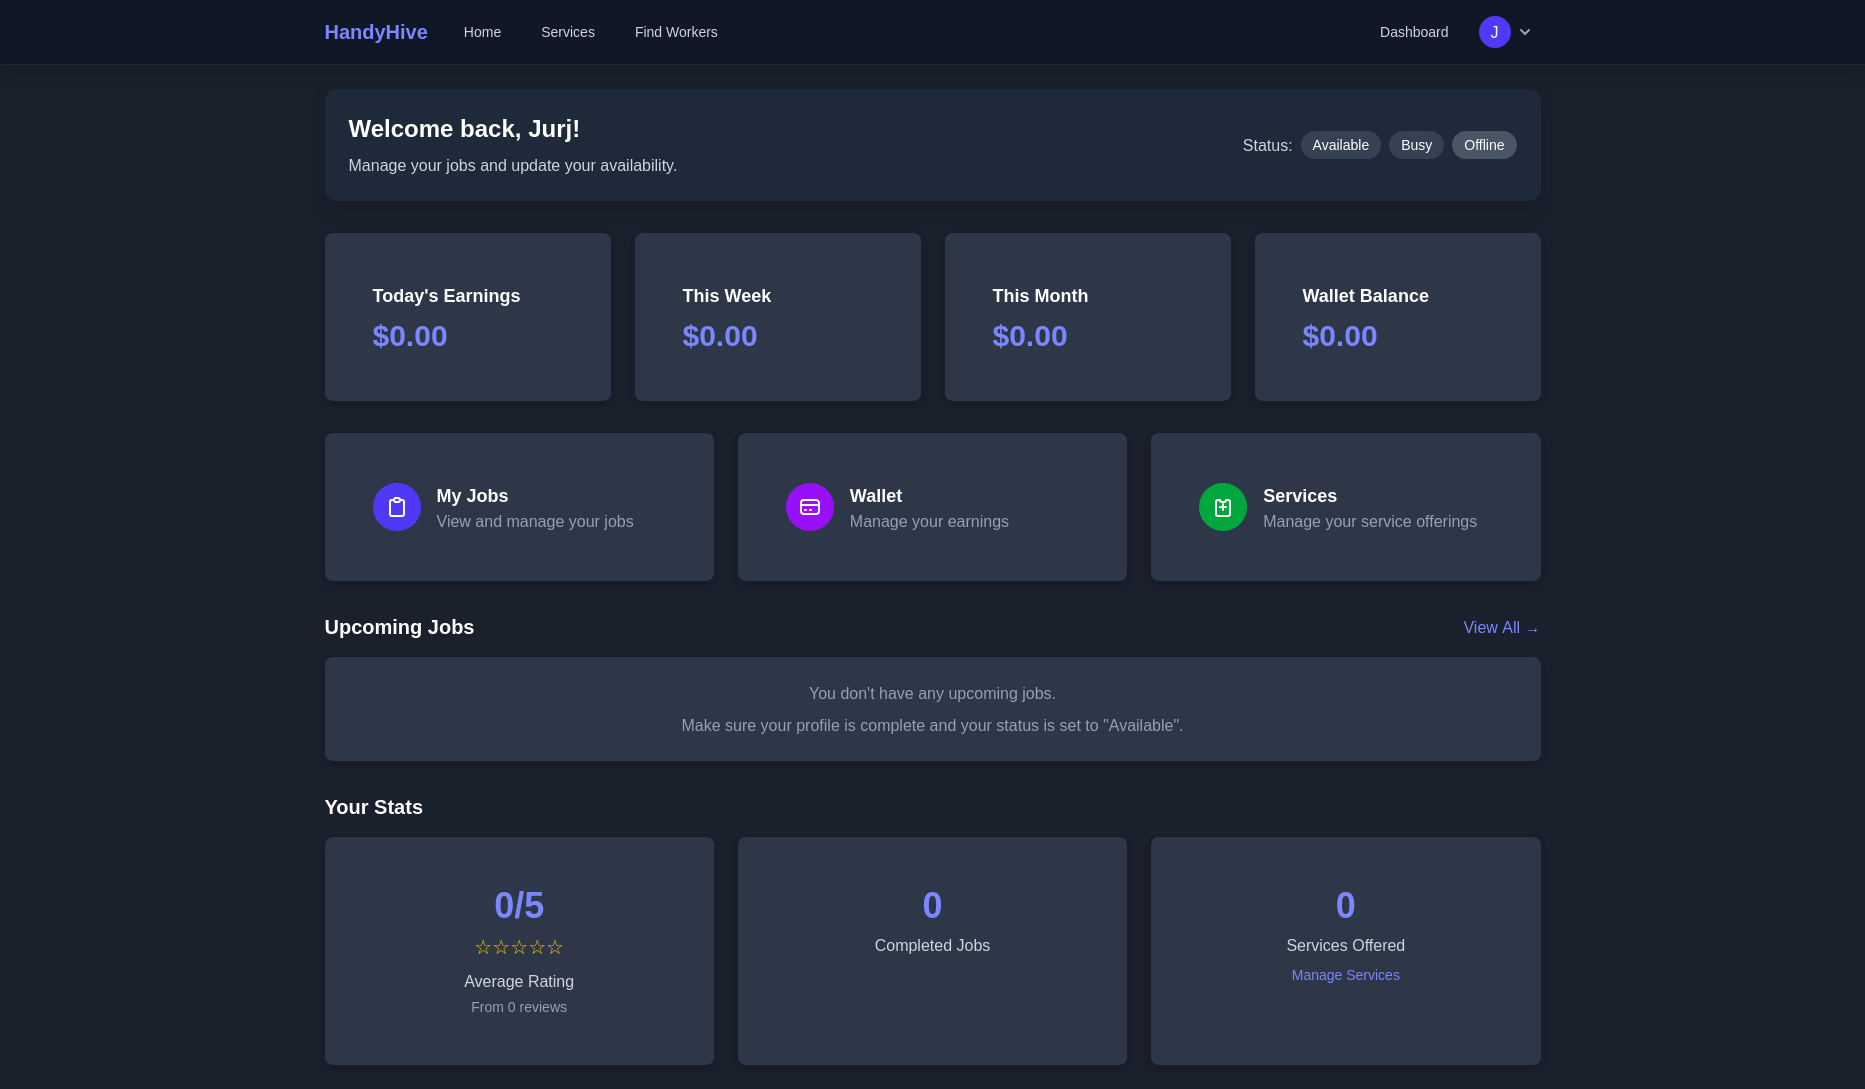 HandyHive
Home
Services
Find Workers
Dashboard
J
Welcome back, Jurj!
Manage your jobs and update your availability.
Status:
Available
Busy
Offline
Today's Earnings
$0.00
This Week
$0.00
This Month
$0.00
Wallet Balance
$0.00
My Jobs
View and manage your jobs
Wallet
Manage your earnings
Services
Manage your service offerings
Upcoming Jobs
View All →
You don't have any upcoming jobs.
Make sure your profile is complete and your status is set to "Available".
Your Stats
0/5
☆☆☆☆☆
Average Rating
From 0 reviews
0
Completed Jobs
0
Services Offered
Manage Services